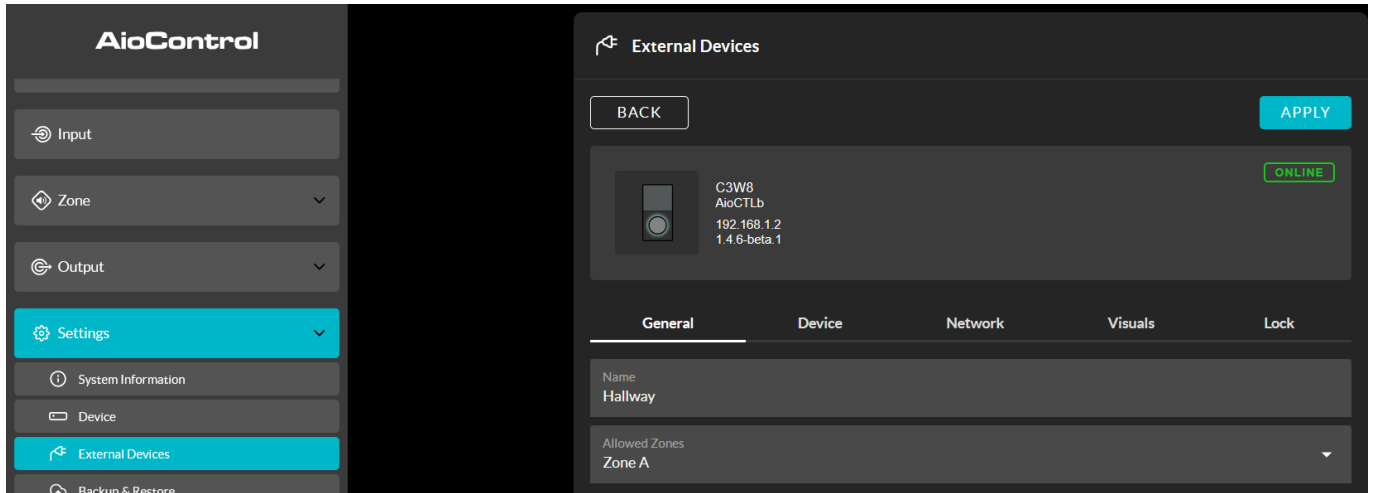 AioControl
Input
Zone
Output
Settings
System Information
Device
External Devices
Backup & Restore
External Devices
BACK
APPLY
ONLINE
C3W8
AioCTLb
192.168.1.2
1.4.6-beta.1
General Device Network Visuals Lock
Name
Hallway
Allowed Zones
Zone A